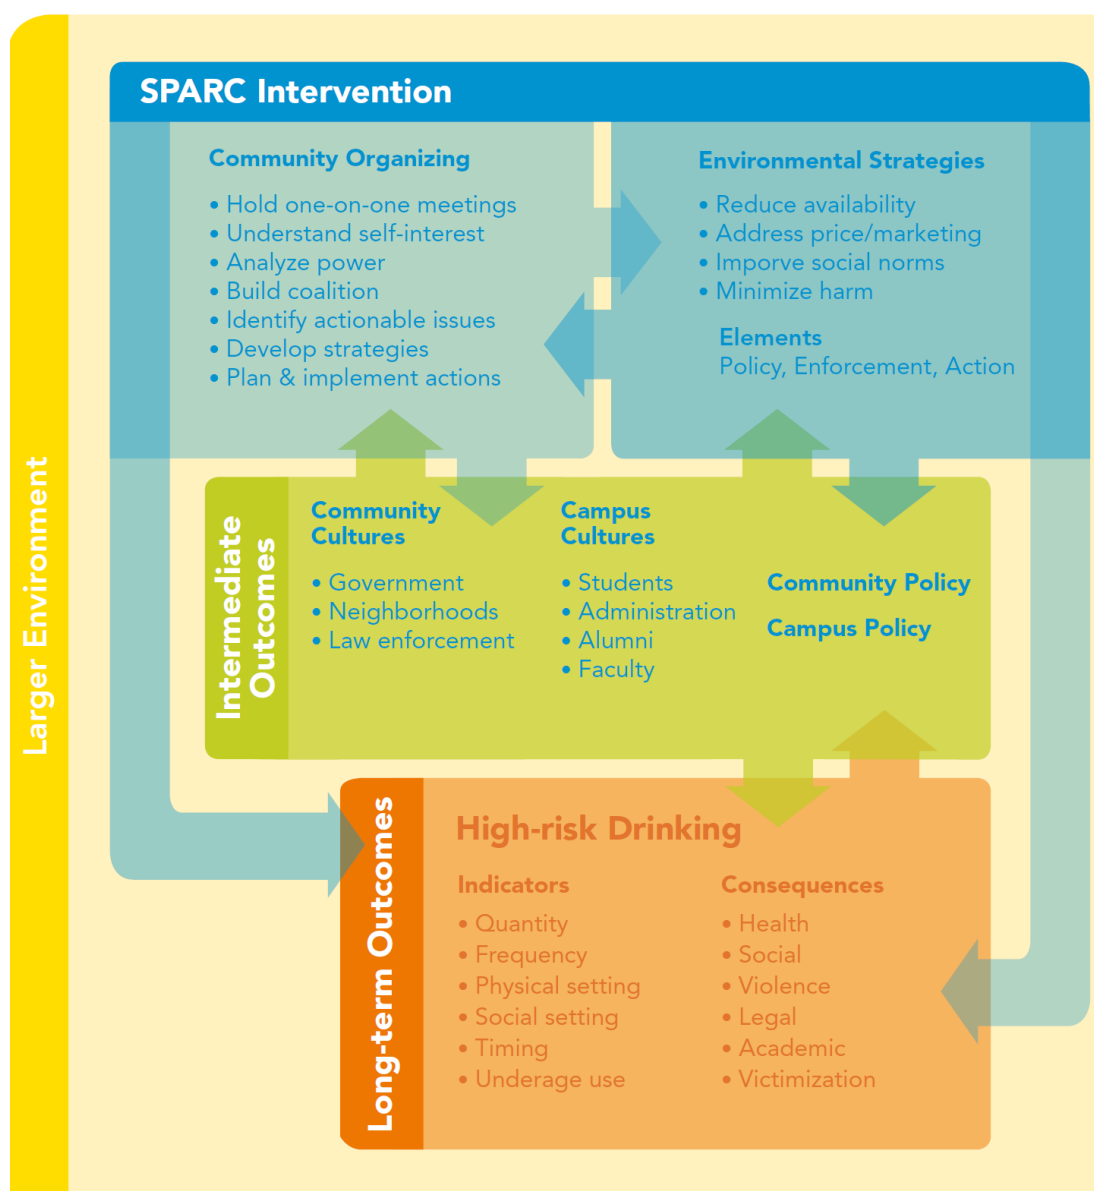 Larger Environment
SPARC Intervention
Community Organizing
• Hold one-on-one meetings
• Understand self-interest
• Analyze power
• Build coalition
• Identify actionable issues
• Develop strategies
• Plan & implement actions
Environmental Strategies
• Reduce availability
• Address price/marketing
• Imporve social norms
• Minimize harm
Elements
Policy, Enforcement, Action
Intermediate
Outcomes
Community
Cultures
• Government
• Neighborhoods
• Law enforcement
Campus
Cultures
• Students
• Administration
• Alumni
• Faculty
Community Policy
Campus Policy
Long-term Outcomes
High-risk Drinking
Indicators
• Quantity
• Frequency
• Physical setting
• Social setting
• Timing
• Underage use
Consequences
• Health
• Social
• Violence
• Legal
• Academic
• Victimization